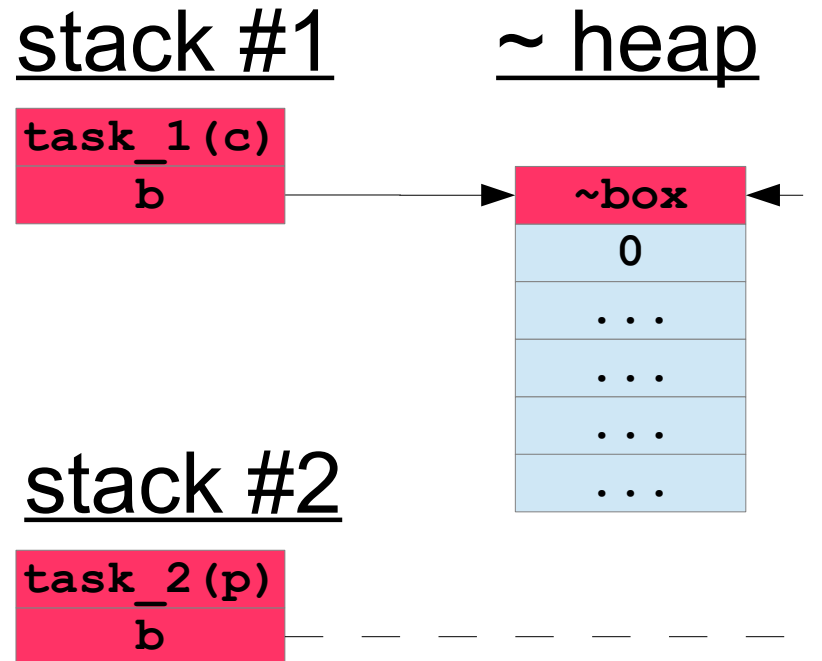 stack #1
~ heap
task_1(c)
b
~box
0
...
...
...
...
stack #2
task_2(p)
b